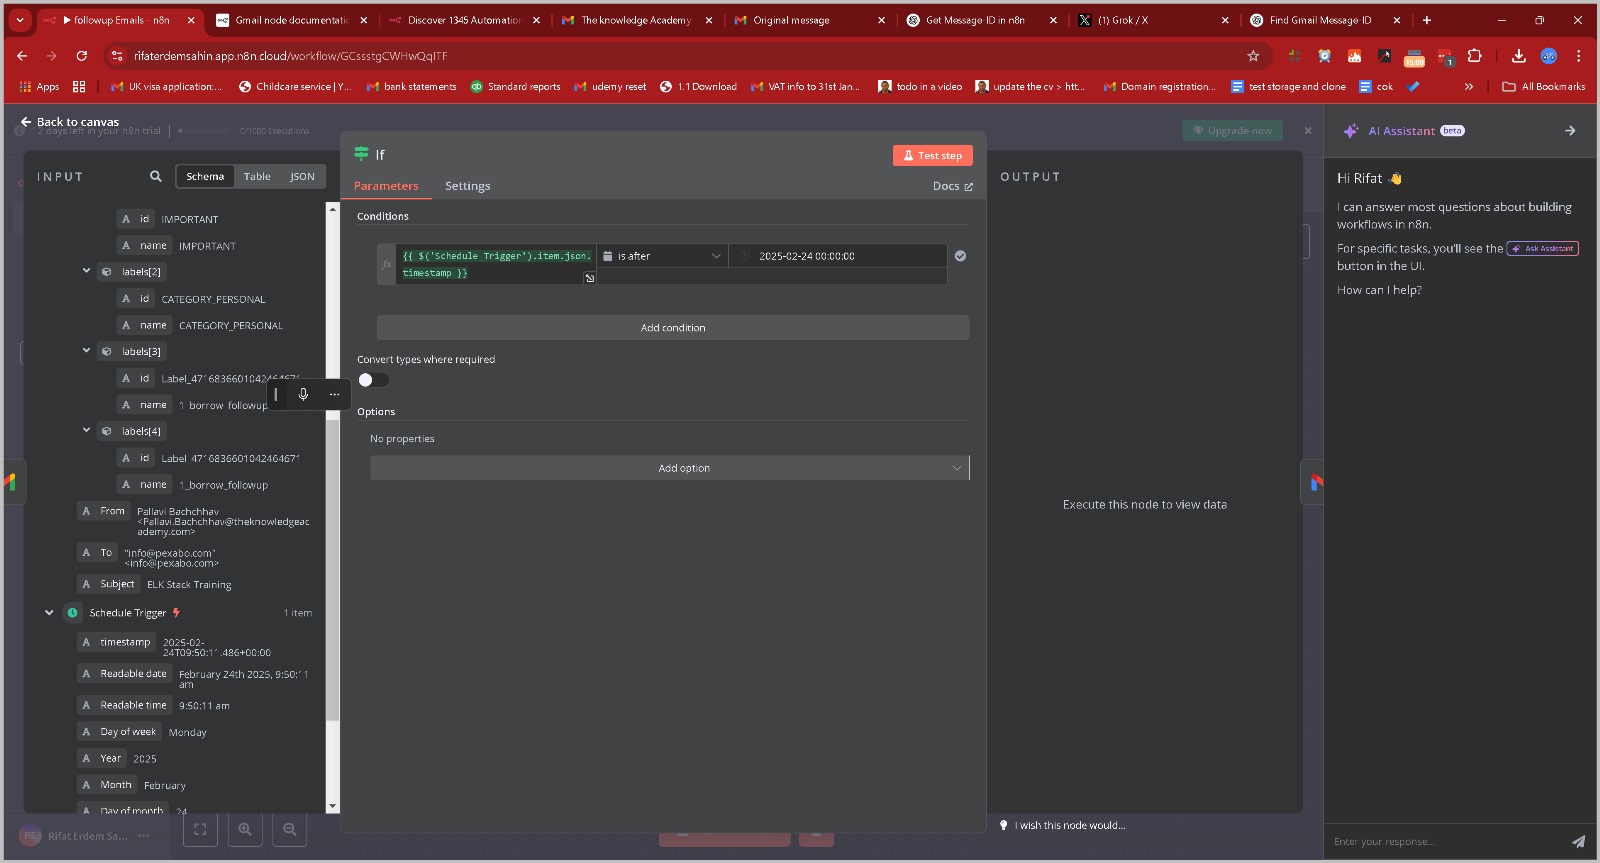 followup Emails - n8n
Gmail node documentatic
Discover 1345 Automation
The knowledge Academy
Original message
Get Message-ID in n8n
(1) Grok / X
Find Gmail Message-ID
rifaterdemsahin.app.n8n.cloud/workflow/GCssstgCWHwQqITF
15:00
1
Apps
UK visa application:...
Childcare service | Y...
bank statements
Standard reports
udemy reset
1.1 Download
VAT info to 31st Jan...
todo in a video
update the cv > htt...
Domain registration...
test storage and clone
cok
All Bookmarks
Back to canvas
2 days left in your n8n trial
0/1000 Executions
Upgrade now
AI Assistant beta
INPUT
Schema
Table
JSON
If
Test step
Parameters
Settings
Docs
OUTPUT
Hi Rifat 👋
I can answer most questions about building
workflows in n8n.
For specific tasks, you'll see the Ask Assistant
button in the UI.
How can I help?
A id IMPORTANT
A name IMPORTANT
labels[2]
A id CATEGORY_PERSONAL
A name CATEGORY_PERSONAL
labels[3]
A id Label_4716836601042464671
A name 1_borrow_followup
labels[4]
A id Label_4716836601042464671
A name 1_borrow_followup
A From Pallavi Bachchhav
<Pallavi.Bachchhav@theknowledgeac
ademy.com>
A To "info@pexabo.com"
<info@pexabo.com>
A Subject ELK Stack Training
Schedule Trigger 1 item
A timestamp 2025-02-
24T09:50:11.486+00:00
A Readable date February 24th 2025, 9:50:11
am
A Readable time 9:50:11 am
A Day of week Monday
A Year 2025
A Month February
A Day of month 24
Conditions
fx {{ $('Schedule Trigger').item.json.
timestamp }}
is after
2025-02-24 00:00:00
Add condition
Convert types where required
Options
No properties
Add option
Execute this node to view data
I wish this node would...
RE Rifat Erdem Sa...
Enter your response...